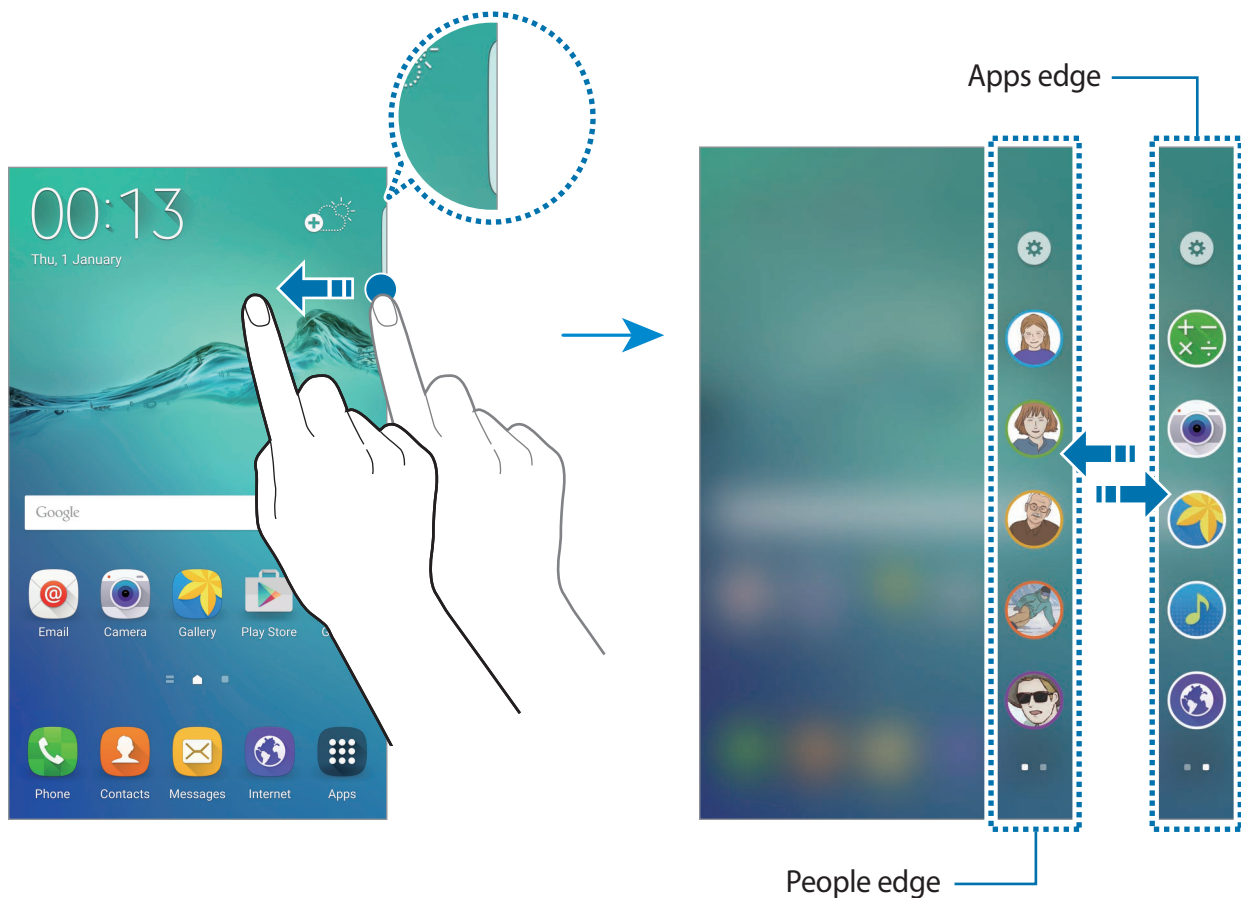 Apps edge
00:13
Thu, 1 January
Google
Email Camera Gallery Play Store
Phone Contacts Messages Internet Apps
People edge